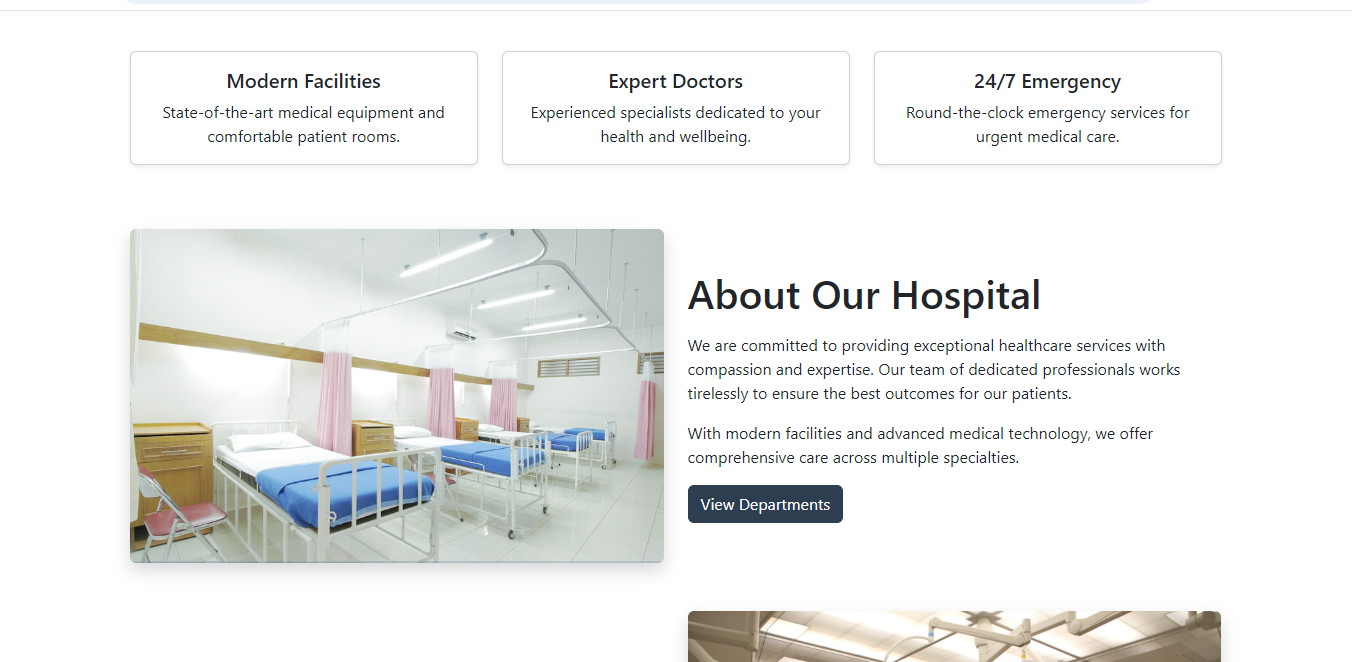 Modern Facilities
State-of-the-art medical equipment and
comfortable patient rooms.
Expert Doctors
Experienced specialists dedicated to your
health and wellbeing.
24/7 Emergency
Round-the-clock emergency services for
urgent medical care.
About Our Hospital
We are committed to providing exceptional healthcare services with
compassion and expertise. Our team of dedicated professionals works
tirelessly to ensure the best outcomes for our patients.
With modern facilities and advanced medical technology, we offer
comprehensive care across multiple specialties.
View Departments